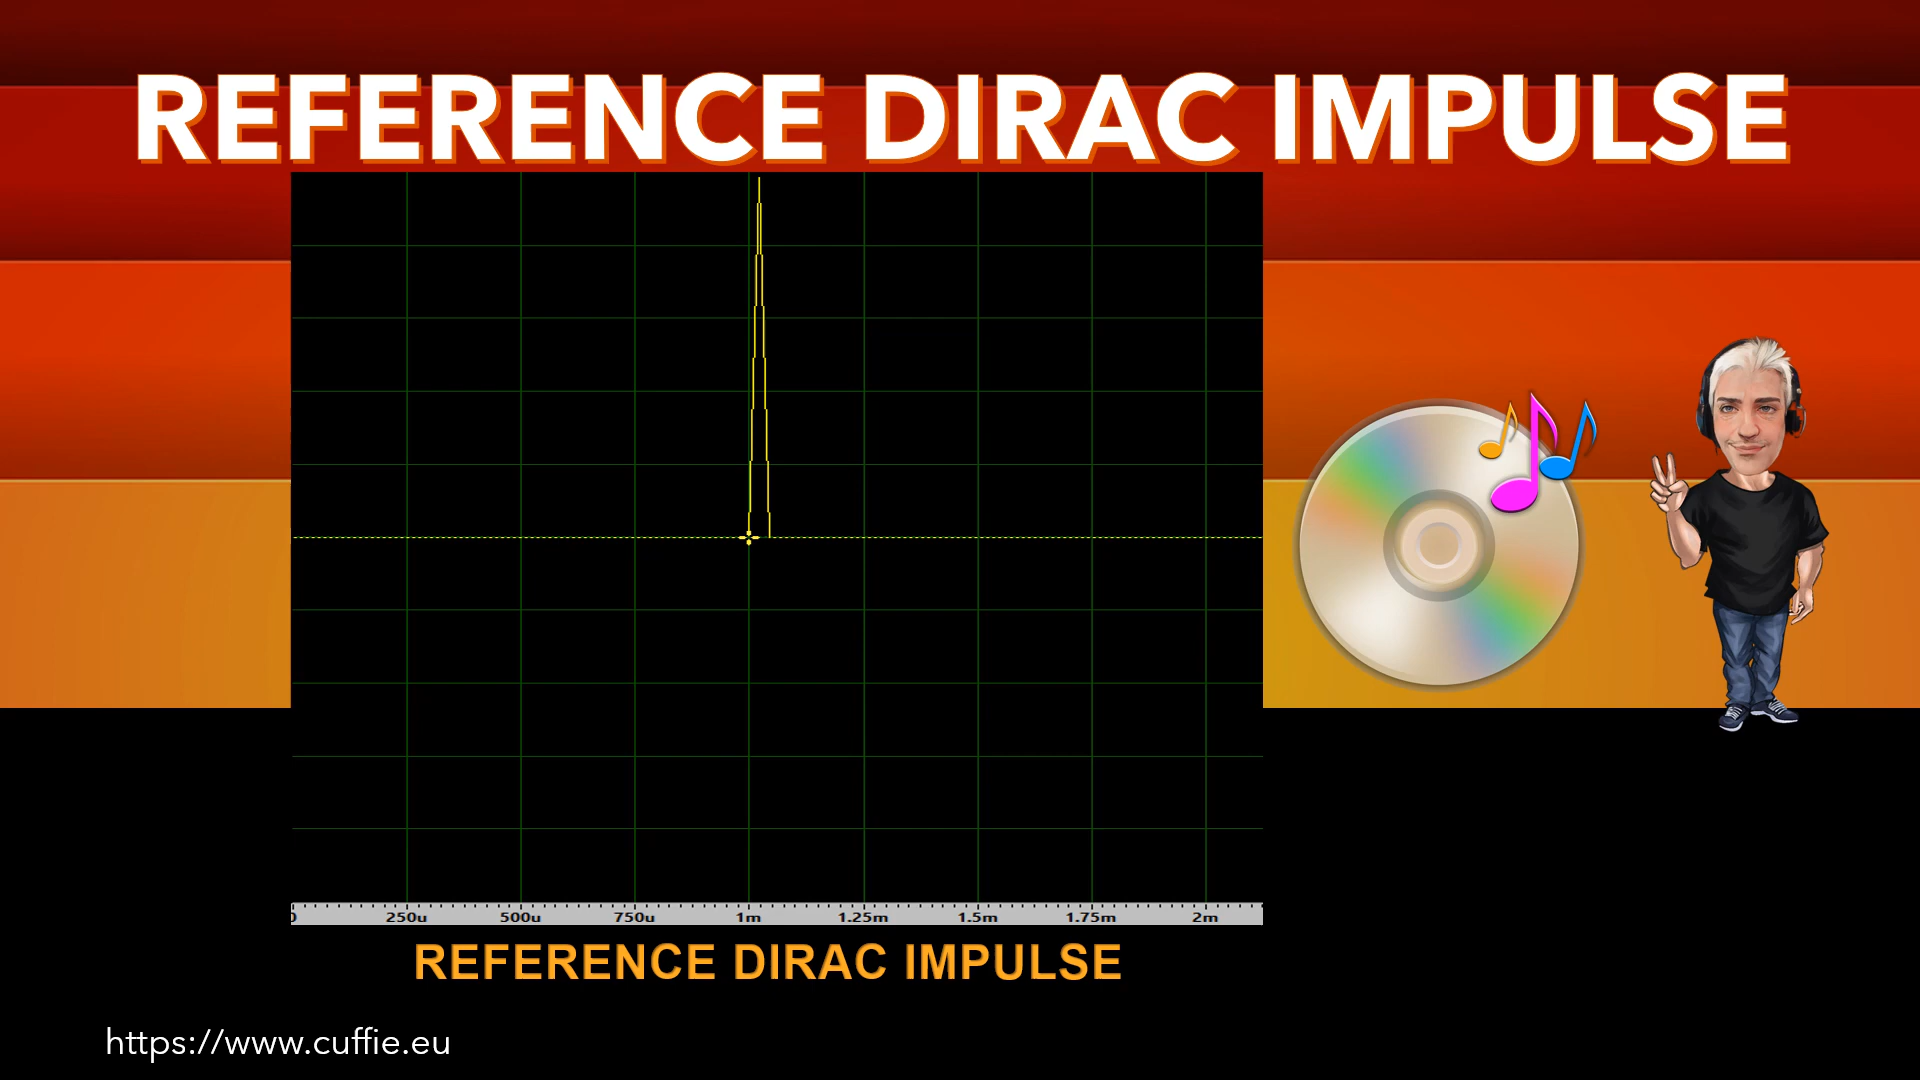 REFERENCE DIRAC IMPULSE
0 250u 500u 750u 1m 1.25m 1.5m 1.75m 2m
REFERENCE DIRAC IMPULSE
https://www.cuffie.eu